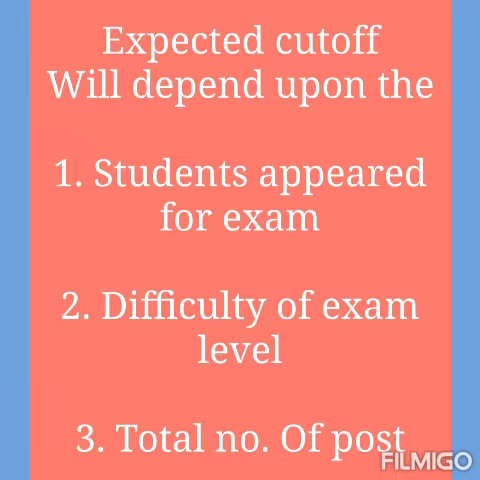 Expected cutoff
Will depend upon the
1. Students appeared
for exam
2. Difficulty of exam
level
3. Total no. Of post
FILMIGO